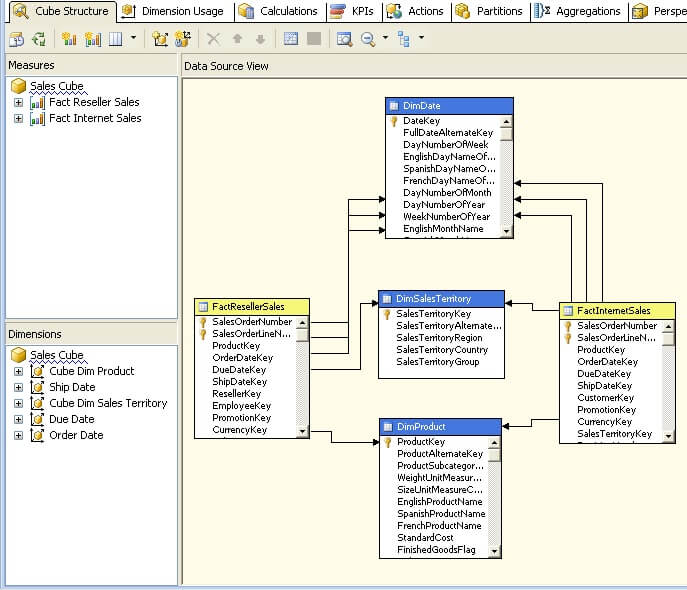 Cube Structure
Dimension Usage
Calculations
KPIs
Actions
Partitions
Aggregations
Perspe
Measures
Sales Cube
Fact Reseller Sales
Fact Internet Sales
Dimensions
Sales Cube
Cube Dim Product
Ship Date
Cube Dim Sales Territory
Due Date
Order Date
Data Source View
DimDate
DateKey
FullDateAlternateKey
DayNumberOfWeek
EnglishDayNameOf...
SpanishDayNameO...
FrenchDayNameOf...
DayNumberOfMonth
DayNumberOfYear
WeekNumberOfYear
EnglishMonthName
FactResellerSales
SalesOrderNumber
SalesOrderLineN...
ProductKey
OrderDateKey
DueDateKey
ShipDateKey
ResellerKey
EmployeeKey
PromotionKey
CurrencyKey
DimSalesTerritory
SalesTerritoryKey
SalesTerritoryAlternate...
SalesTerritoryRegion
SalesTerritoryCountry
SalesTerritoryGroup
FactInternetSales
SalesOrderNumber
SalesOrderLineN...
ProductKey
OrderDateKey
DueDateKey
ShipDateKey
CustomerKey
PromotionKey
CurrencyKey
SalesTerritoryKey
DimProduct
ProductKey
ProductAlternateKey
ProductSubcategor...
WeightUnitMeasur...
SizeUnitMeasureC...
EnglishProductName
SpanishProductName
FrenchProductName
StandardCost
FinishedGoodsFlag